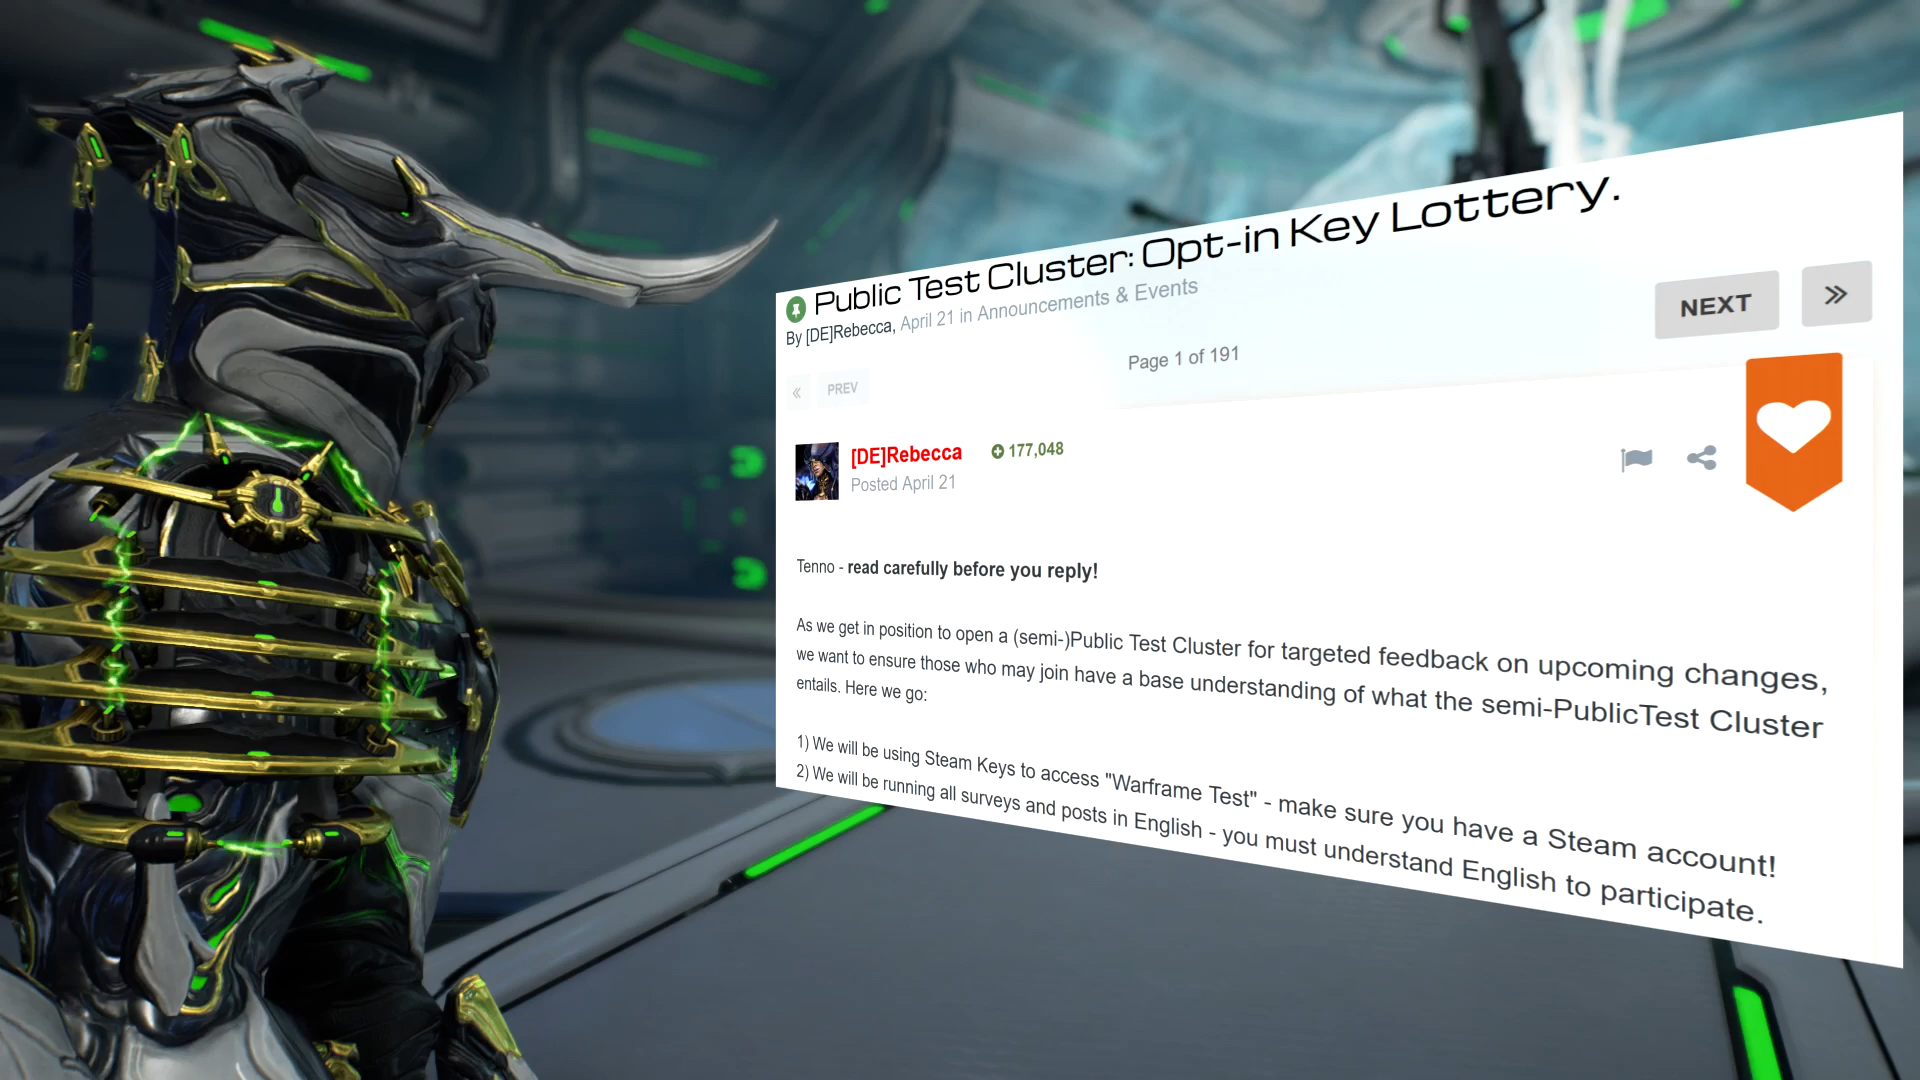 Public Test Cluster: Opt-in Key Lottery.
By [DE]Rebecca, April 21 in Announcements & Events
NEXT
Page 1 of 191
PREV
[DE]Rebecca 177,048
Posted April 21
Tenno - read carefully before you reply!
As we get in position to open a (semi-)Public Test Cluster for targeted feedback on upcoming changes,
we want to ensure those who may join have a base understanding of what the semi-PublicTest Cluster
entails. Here we go:
1) We will be using Steam Keys to access "Warframe Test" - make sure you have a Steam account!
2) We will be running all surveys and posts in English - you must understand English to participate.